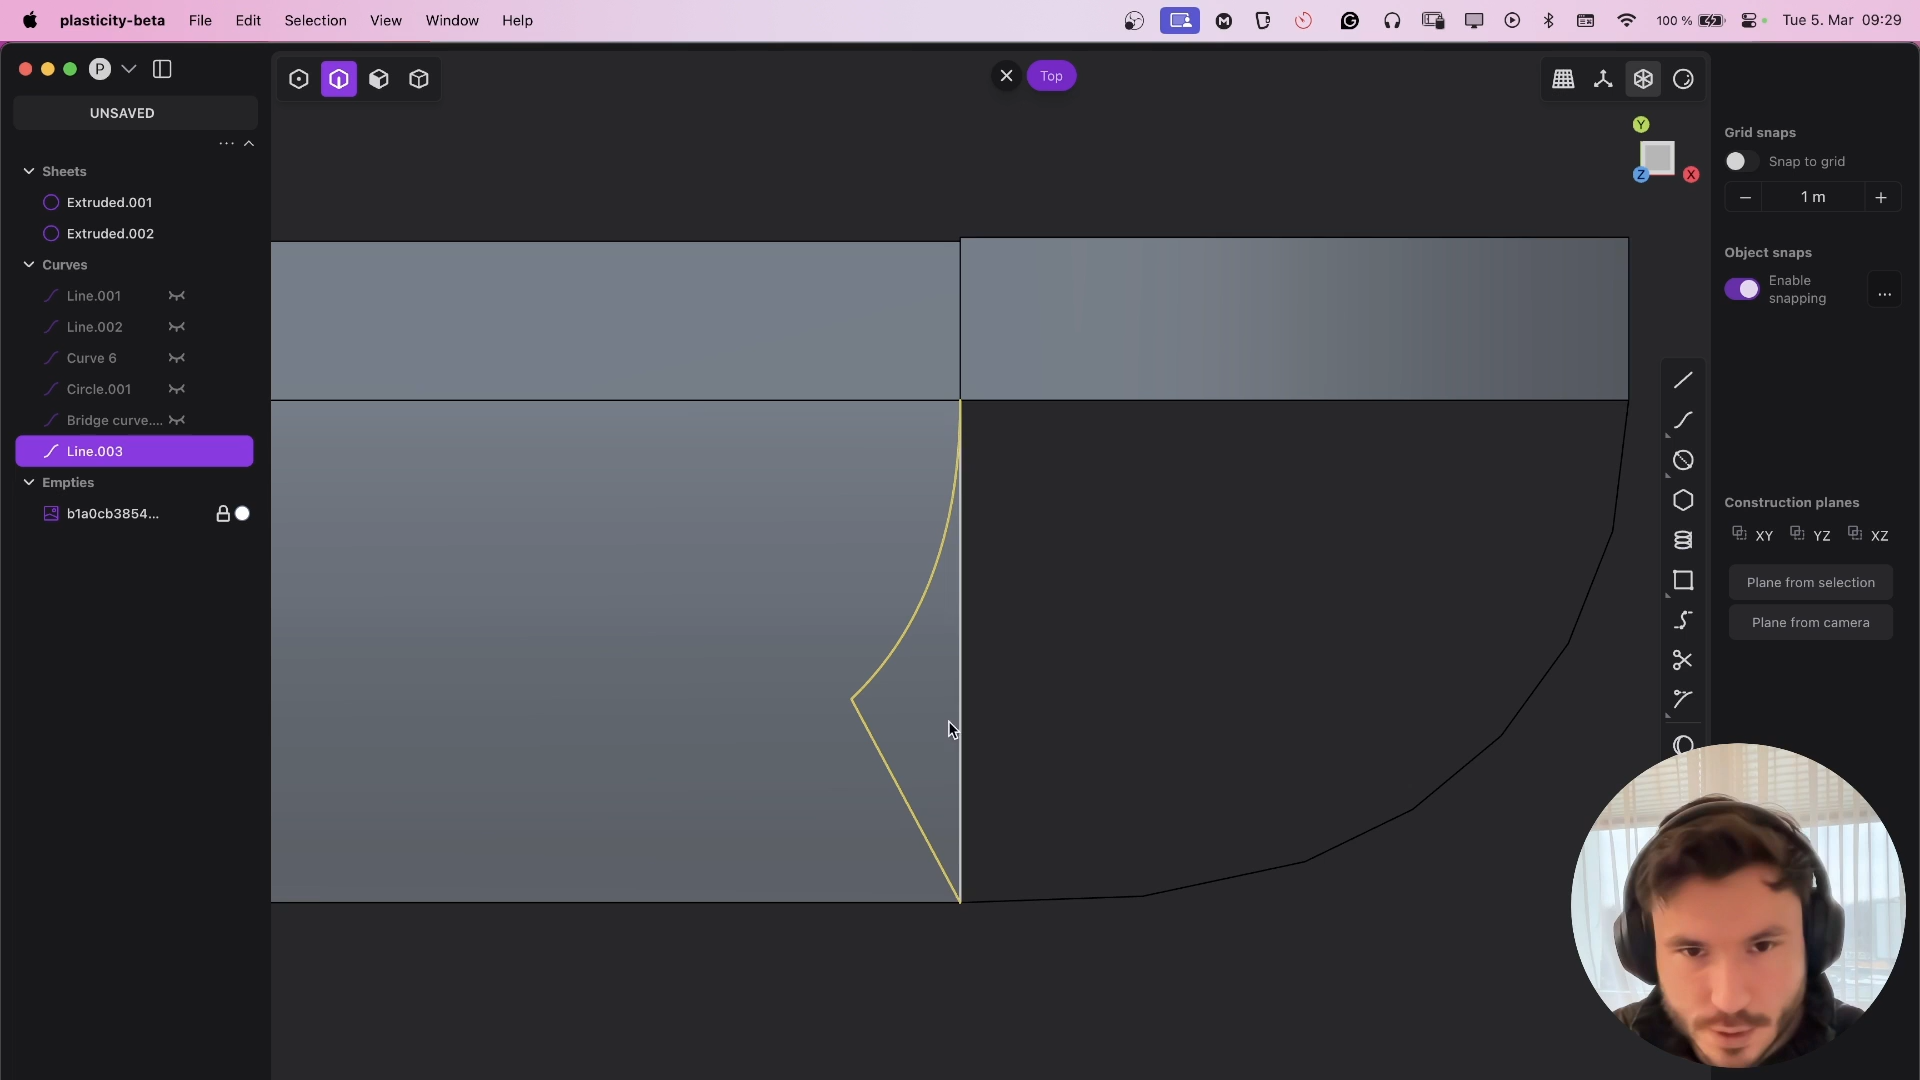 plasticity-beta File Edit Selection View Window Help
100 % Tue 5. Mar 09:29
P
UNSAVED
Sheets
Extruded.001
Extruded.002
Curves
Line.001
Line.002
Curve 6
Circle.001
Bridge curve....
Line.003
Empties
b1a0cb3854...
Top
Y
Z
X
Grid snaps
Snap to grid
1 m
Object snaps
Enable
snapping
...
Construction planes
XY YZ XZ
Plane from selection
Plane from camera